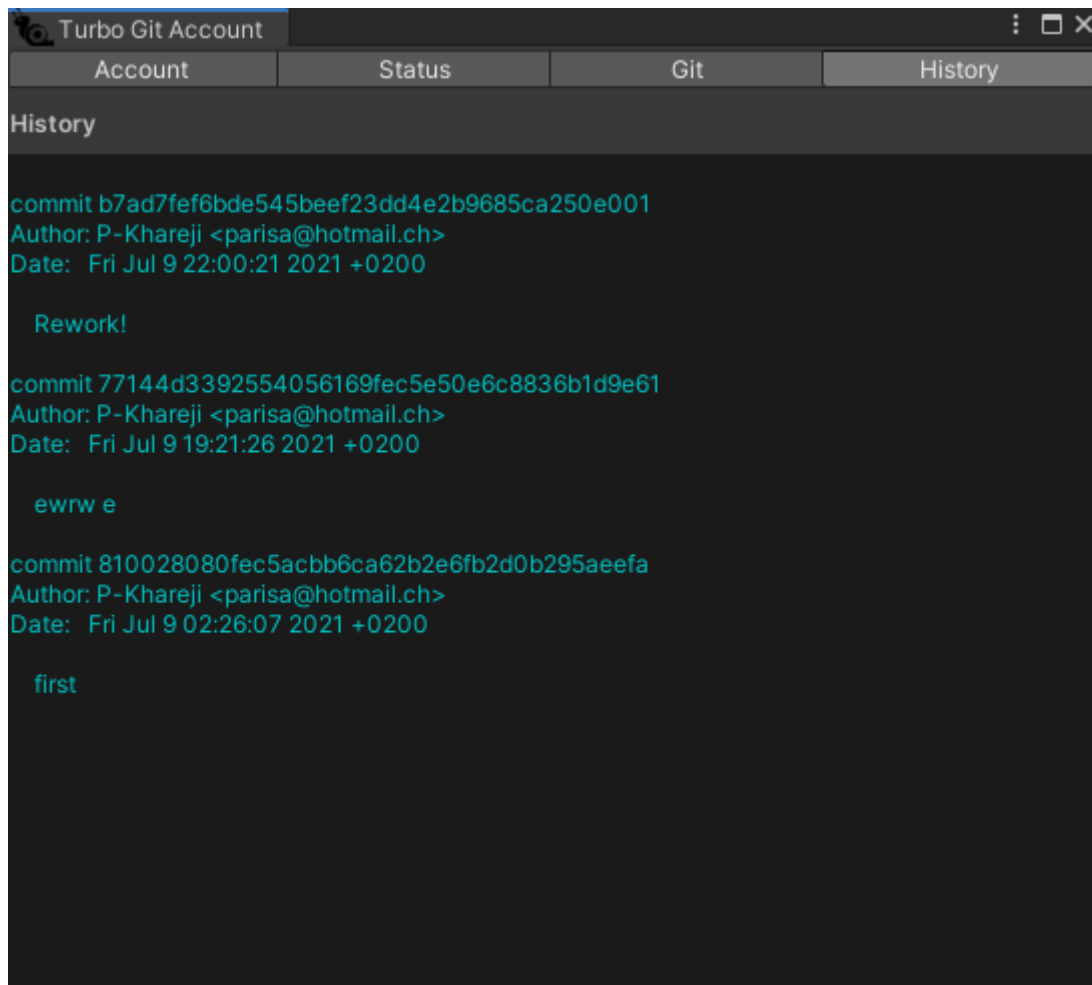 Turbo Git Account
Account Status Git History
History
commit b7ad7fef6bde545beef23dd4e2b9685ca250e001
Author: P-Khareji <parisa@hotmail.ch>
Date:   Fri Jul 9 22:00:21 2021 +0200
Rework!
commit 77144d3392554056169fec5e50e6c8836b1d9e61
Author: P-Khareji <parisa@hotmail.ch>
Date:   Fri Jul 9 19:21:26 2021 +0200
ewrw e
commit 810028080fec5acbb6ca62b2e6fb2d0b295aeefa
Author: P-Khareji <parisa@hotmail.ch>
Date:   Fri Jul 9 02:26:07 2021 +0200
first